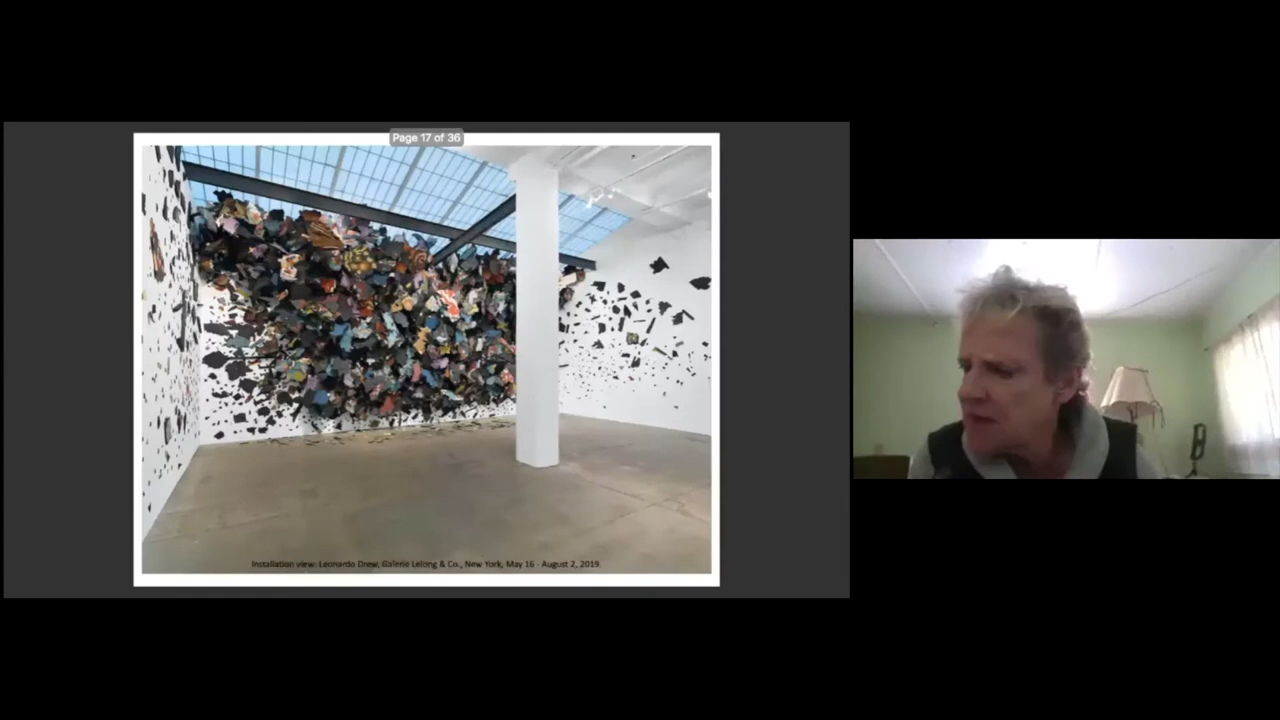 Page 17 of 36
Installation view: Leonardo Drew, Galerie Lelong & Co., New York, May 16 - August 2, 2019.